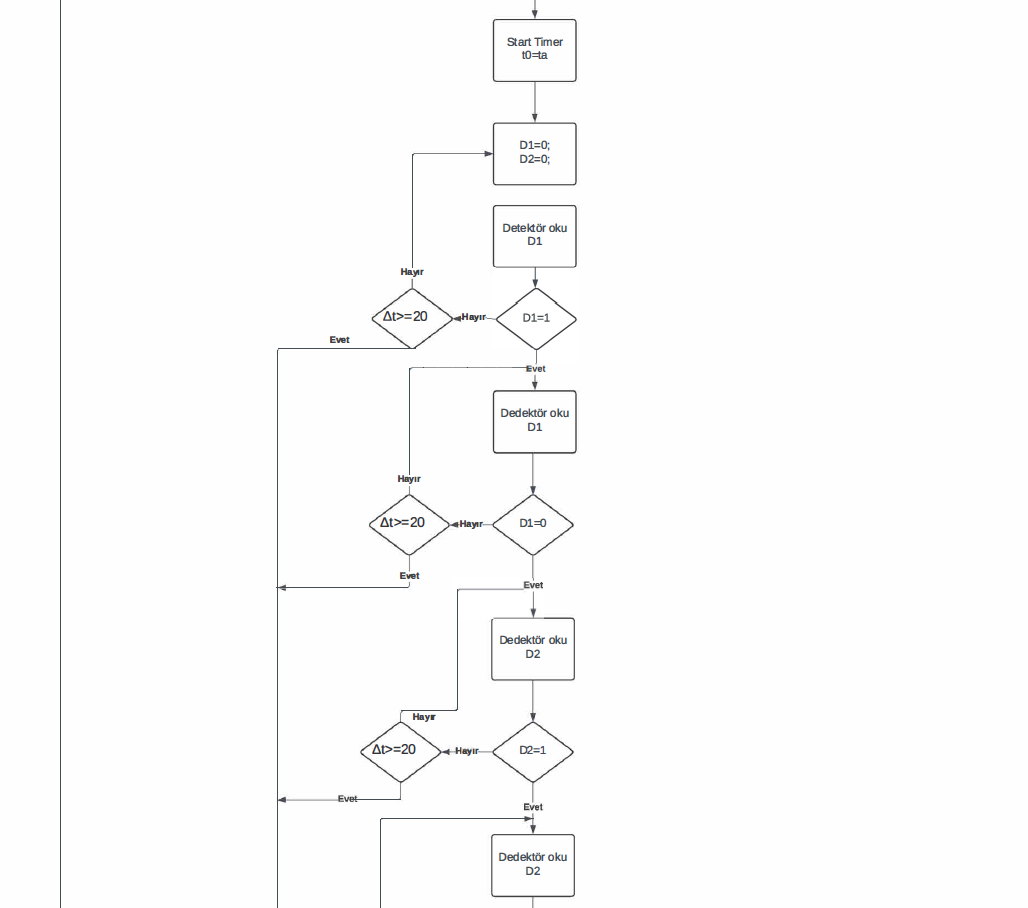 Start Timer
t0=ta
D1=0;
D2=0;
Detektör oku
D1
Hayır
Δt>=20
Hayır
D1=1
Evet
Evet
Dedektör oku
D1
Hayır
Δt>=20
Hayır
D1=0
Evet
Evet
Dedektör oku
D2
Hayır
Δt>=20
Hayır
D2=1
Evet
Evet
Dedektör oku
D2